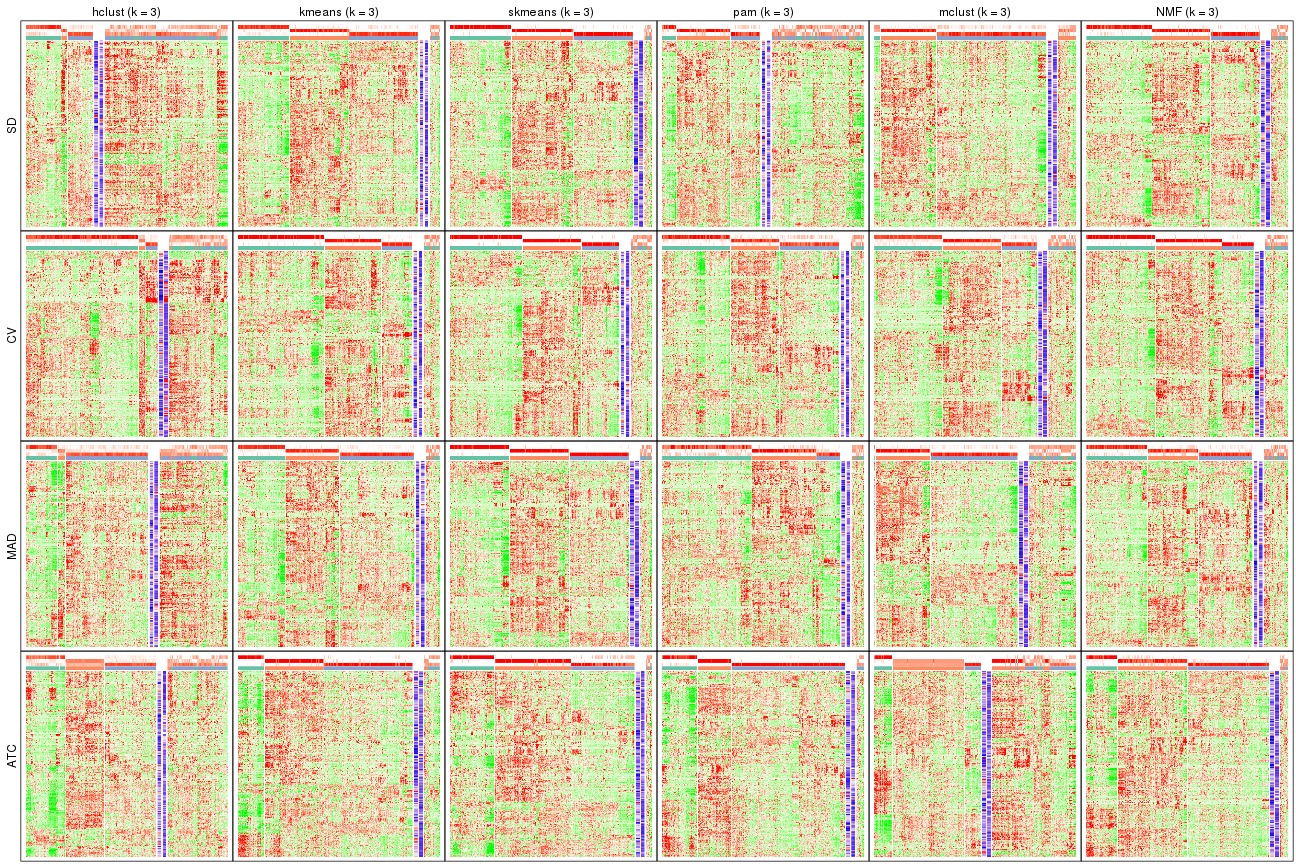 hclust (k = 3) kmeans (k = 3) skmeans (k = 3) pam (k = 3) mclust (k = 3) NMF (k = 3)
SD
CV
MAD
ATC